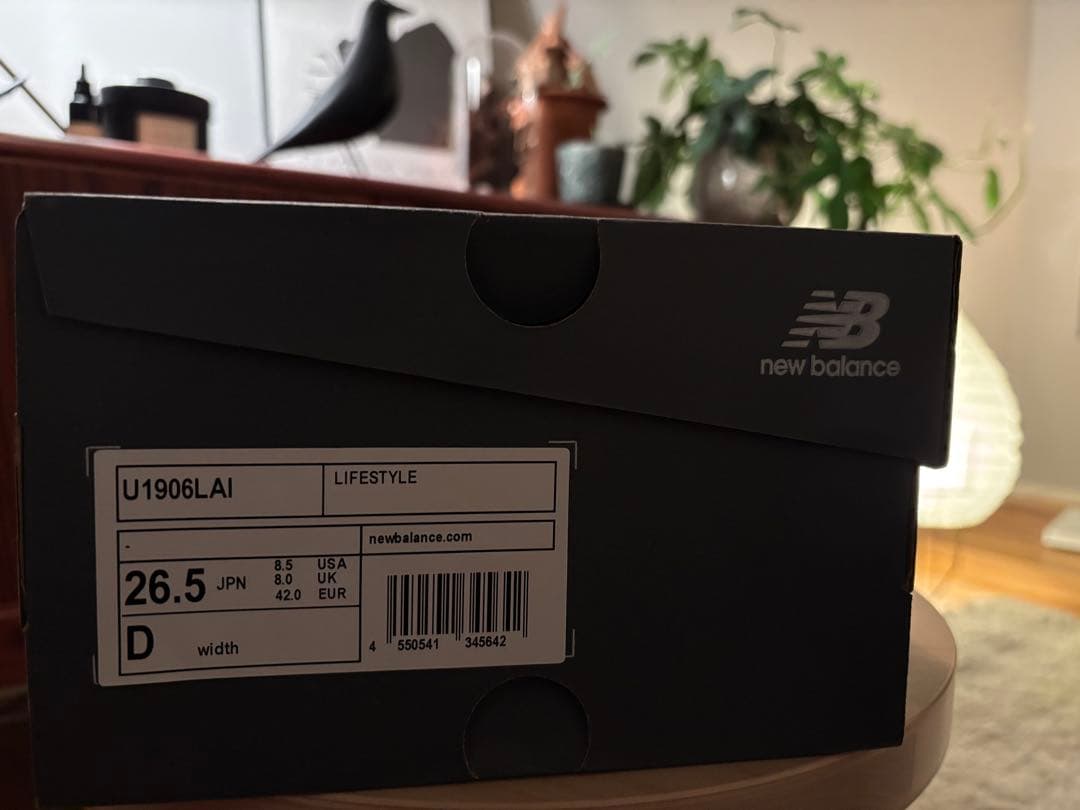 NB
new balance
U1906LAI
LIFESTYLE
-
newbalance.com
26.5 JPN
8.5 USA
8.0 UK
42.0 EUR
D width
4 550541 345642